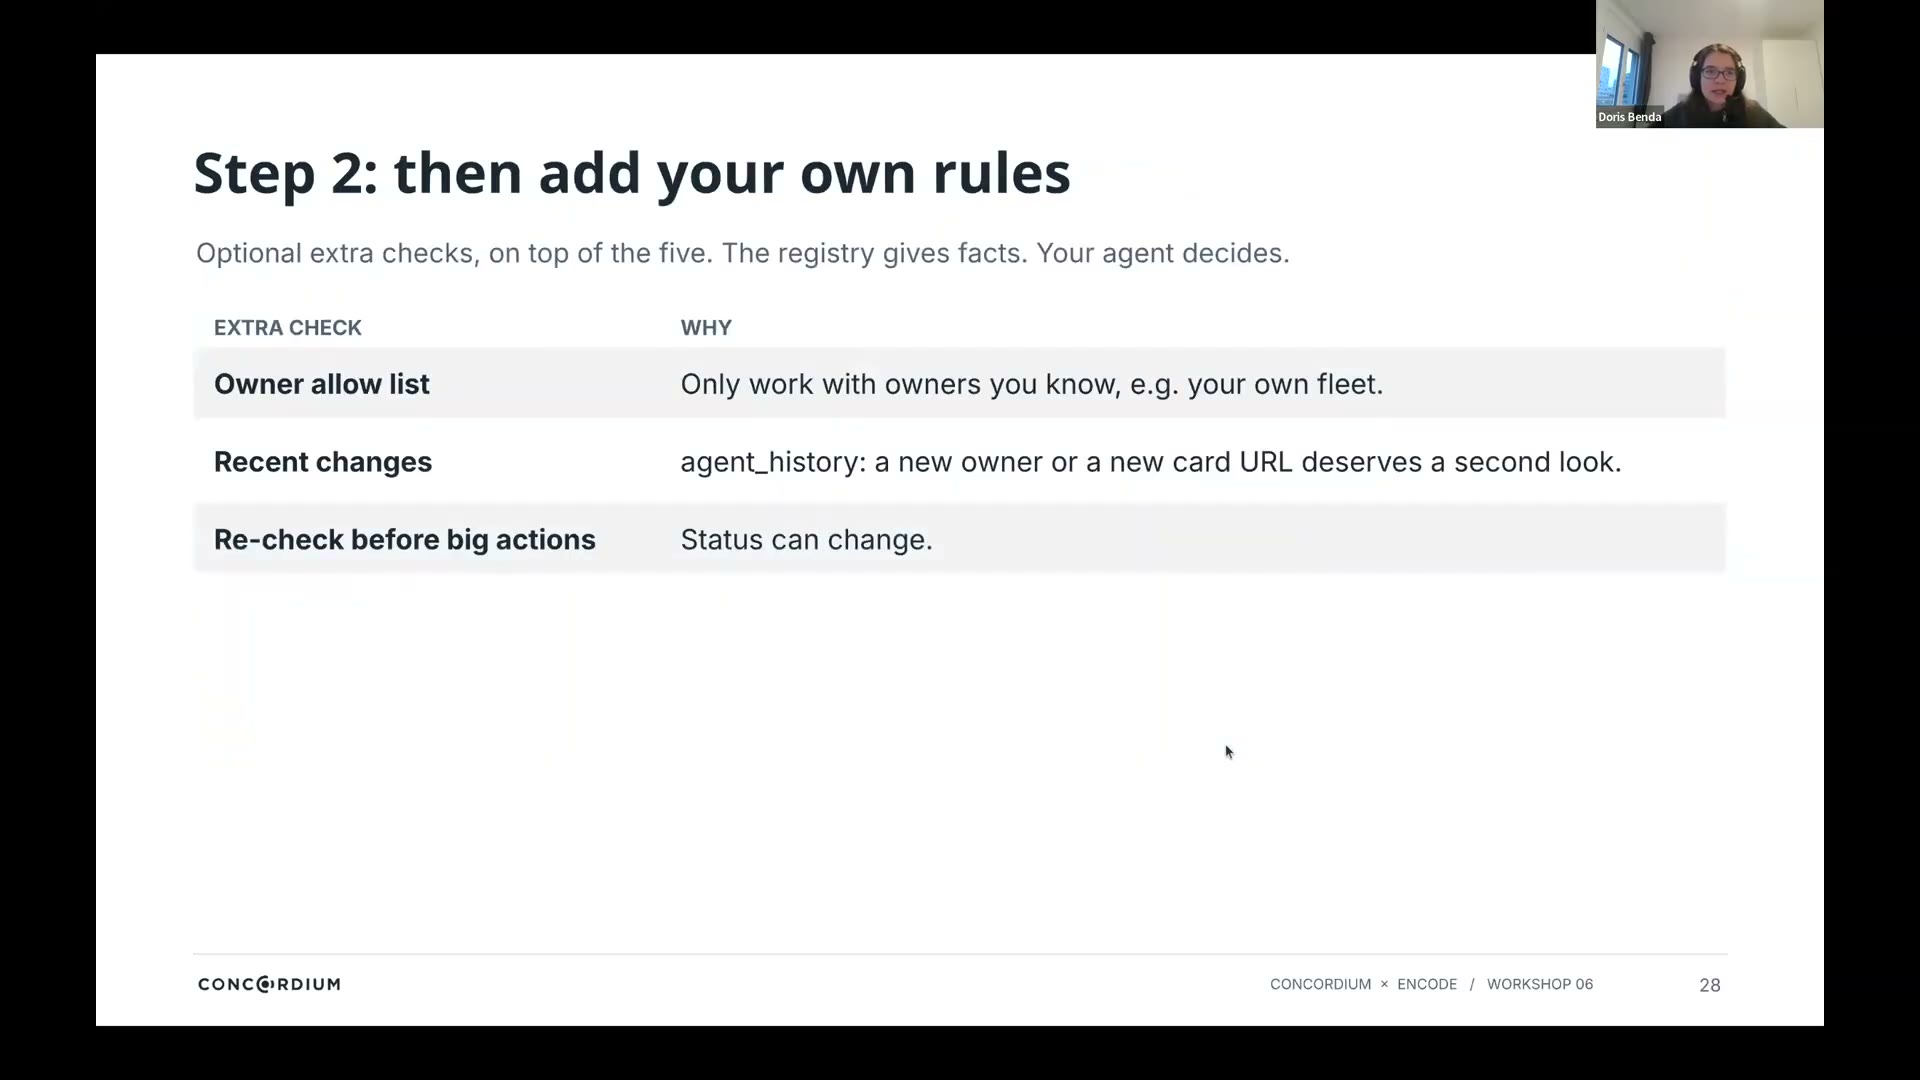 Doris Benda
Step 2: then add your own rules
Optional extra checks, on top of the five. The registry gives facts. Your agent decides.
EXTRA CHECK WHY
Owner allow list Only work with owners you know, e.g. your own fleet.
Recent changes agent_history: a new owner or a new card URL deserves a second look.
Re-check before big actions Status can change.
CONCORDIUM CONCORDIUM × ENCODE / WORKSHOP 06 28